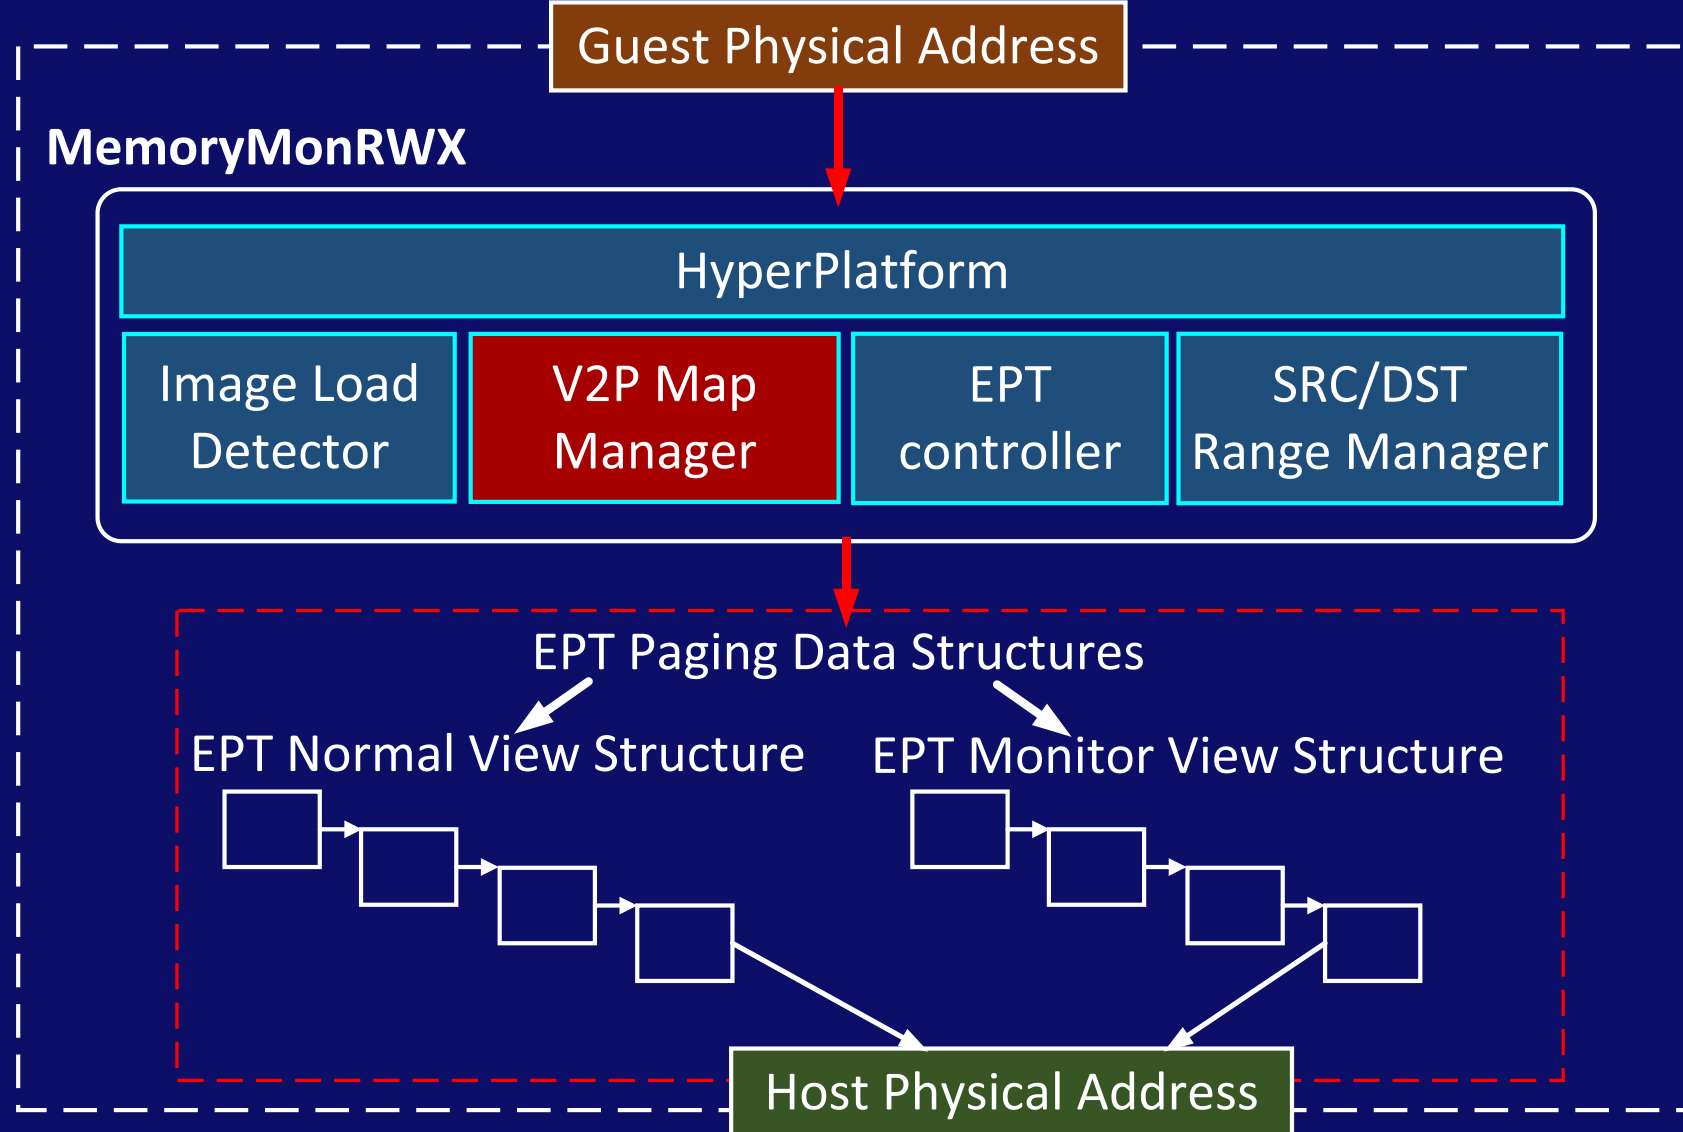 Guest Physical Address
MemoryMonRWX
HyperPlatform
Image Load
Detector
V2P Map
Manager
EPT
controller
SRC/DST
Range Manager
EPT Paging Data Structures
EPT Normal View Structure
EPT Monitor View Structure
Host Physical Address